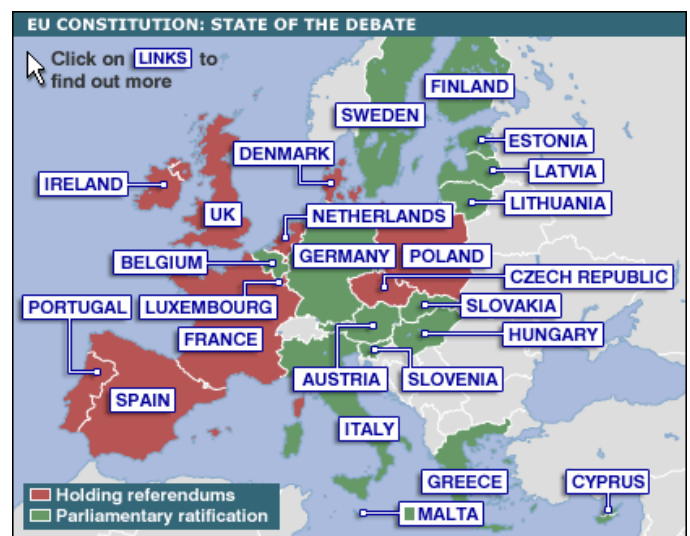 EU CONSTITUTION: STATE OF THE DEBATE
Click on LINKS to
find out more
FINLAND
SWEDEN
ESTONIA
DENMARK
LATVIA
IRELAND
LITHUANIA
UK
NETHERLANDS
GERMANY
POLAND
BELGIUM
CZECH REPUBLIC
PORTUGAL
LUXEMBOURG
SLOVAKIA
FRANCE
HUNGARY
AUSTRIA
SLOVENIA
SPAIN
ITALY
GREECE
CYPRUS
Holding referendums
Parliamentary ratification
MALTA